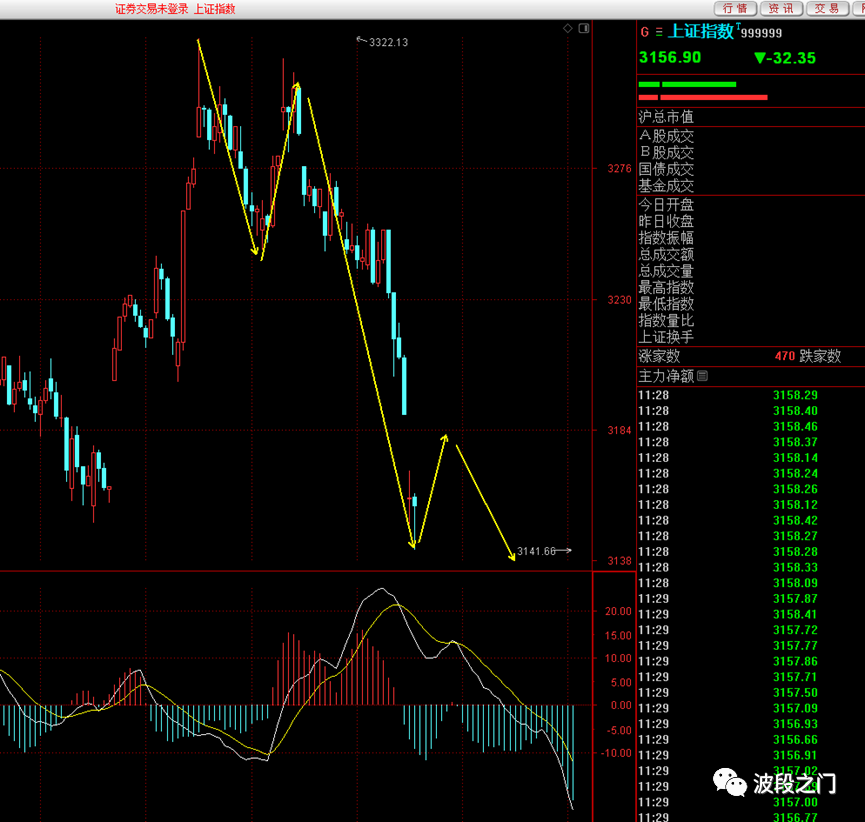 证券交易未登录 上证指数
行情 资讯 交易
3322.13
3276
3230
3184
3138
3141.66
20.00
15.00
10.00
5.00
0.00
-5.00
-10.00
G 上证指数T999999
3156.90 ▼-32.35
沪总市值
A股成交
B股成交
国债成交
基金成交
今日开盘
昨日收盘
指数振幅
总成交额
总成交量
最高指数
最低指数
指数量比
上证换手
涨家数 470 跌家数
主力净额
11:28 3158.29
11:28 3158.40
11:28 3158.46
11:28 3158.37
11:28 3158.14
11:28 3158.24
11:28 3158.26
11:28 3158.12
11:28 3158.42
11:28 3158.27
11:28 3158.28
11:28 3158.33
11:28 3158.09
11:29 3157.87
11:29 3158.41
11:29 3157.72
11:29 3157.77
11:29 3157.86
11:29 3157.71
11:29 3157.50
11:29 3157.09
11:29 3156.93
11:29 3156.66
11:29 3156.91
11:29 3157.02
11:29
11:29 3157.00
11:29 3156.77
波段之门